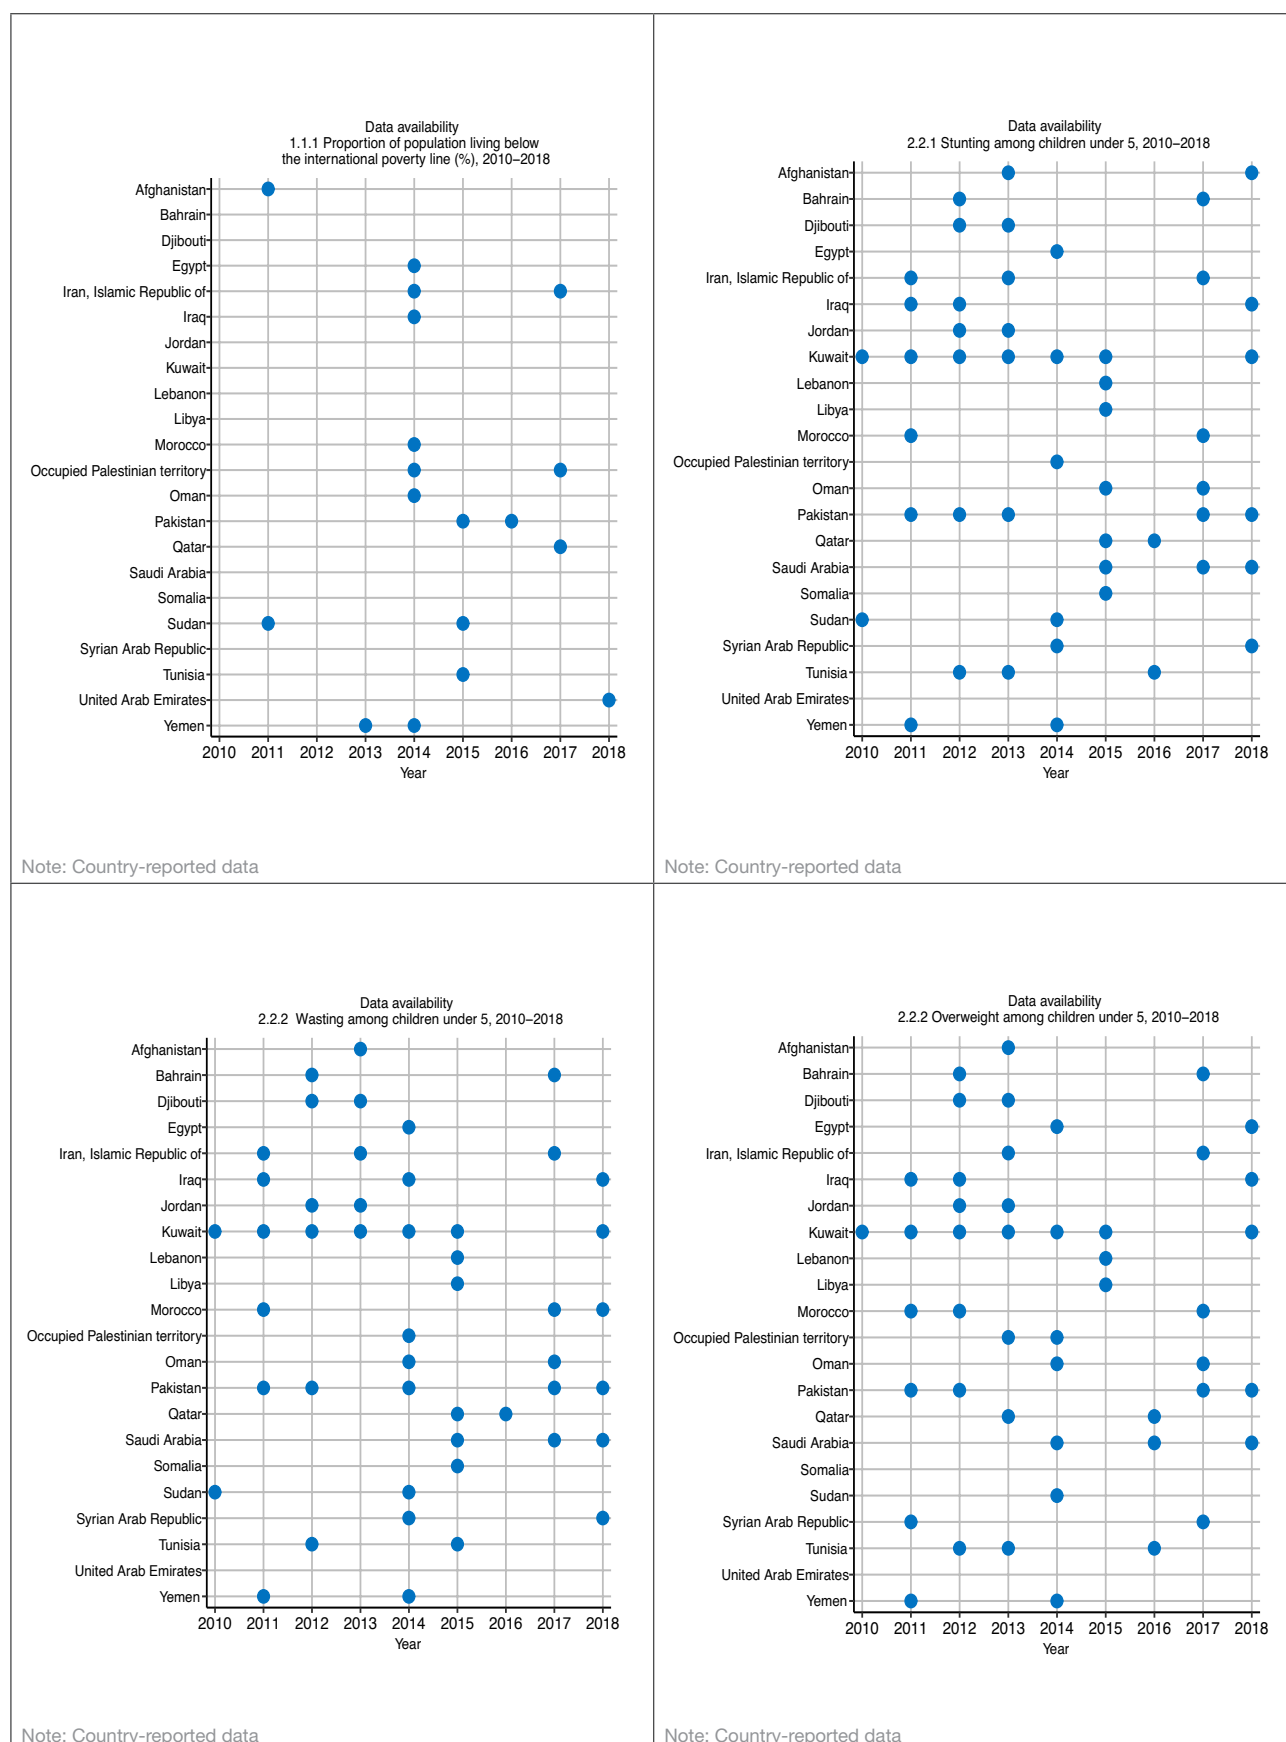 Data availability
1.1.1 Proportion of population living below
the international poverty line (%), 2010–2018
Afghanistan
Bahrain
Djibouti
Egypt
Iran, Islamic Republic of
Iraq
Jordan
Kuwait
Lebanon
Libya
Morocco
Occupied Palestinian territory
Oman
Pakistan
Qatar
Saudi Arabia
Somalia
Sudan
Syrian Arab Republic
Tunisia
United Arab Emirates
Yemen
2010 2011 2012 2013 2014 2015 2016 2017 2018
Year
Note: Country-reported data
Data availability
2.2.1 Stunting among children under 5, 2010–2018
Afghanistan
Bahrain
Djibouti
Egypt
Iran, Islamic Republic of
Iraq
Jordan
Kuwait
Lebanon
Libya
Morocco
Occupied Palestinian territory
Oman
Pakistan
Qatar
Saudi Arabia
Somalia
Sudan
Syrian Arab Republic
Tunisia
United Arab Emirates
Yemen
2010 2011 2012 2013 2014 2015 2016 2017 2018
Year
Note: Country-reported data
Data availability
2.2.2 Wasting among children under 5, 2010–2018
Afghanistan
Bahrain
Djibouti
Egypt
Iran, Islamic Republic of
Iraq
Jordan
Kuwait
Lebanon
Libya
Morocco
Occupied Palestinian territory
Oman
Pakistan
Qatar
Saudi Arabia
Somalia
Sudan
Syrian Arab Republic
Tunisia
United Arab Emirates
Yemen
2010 2011 2012 2013 2014 2015 2016 2017 2018
Year
Note: Country-reported data
Data availability
2.2.2 Overweight among children under 5, 2010–2018
Afghanistan
Bahrain
Djibouti
Egypt
Iran, Islamic Republic of
Iraq
Jordan
Kuwait
Lebanon
Libya
Morocco
Occupied Palestinian territory
Oman
Pakistan
Qatar
Saudi Arabia
Somalia
Sudan
Syrian Arab Republic
Tunisia
United Arab Emirates
Yemen
2010 2011 2012 2013 2014 2015 2016 2017 2018
Year
Note: Country-reported data